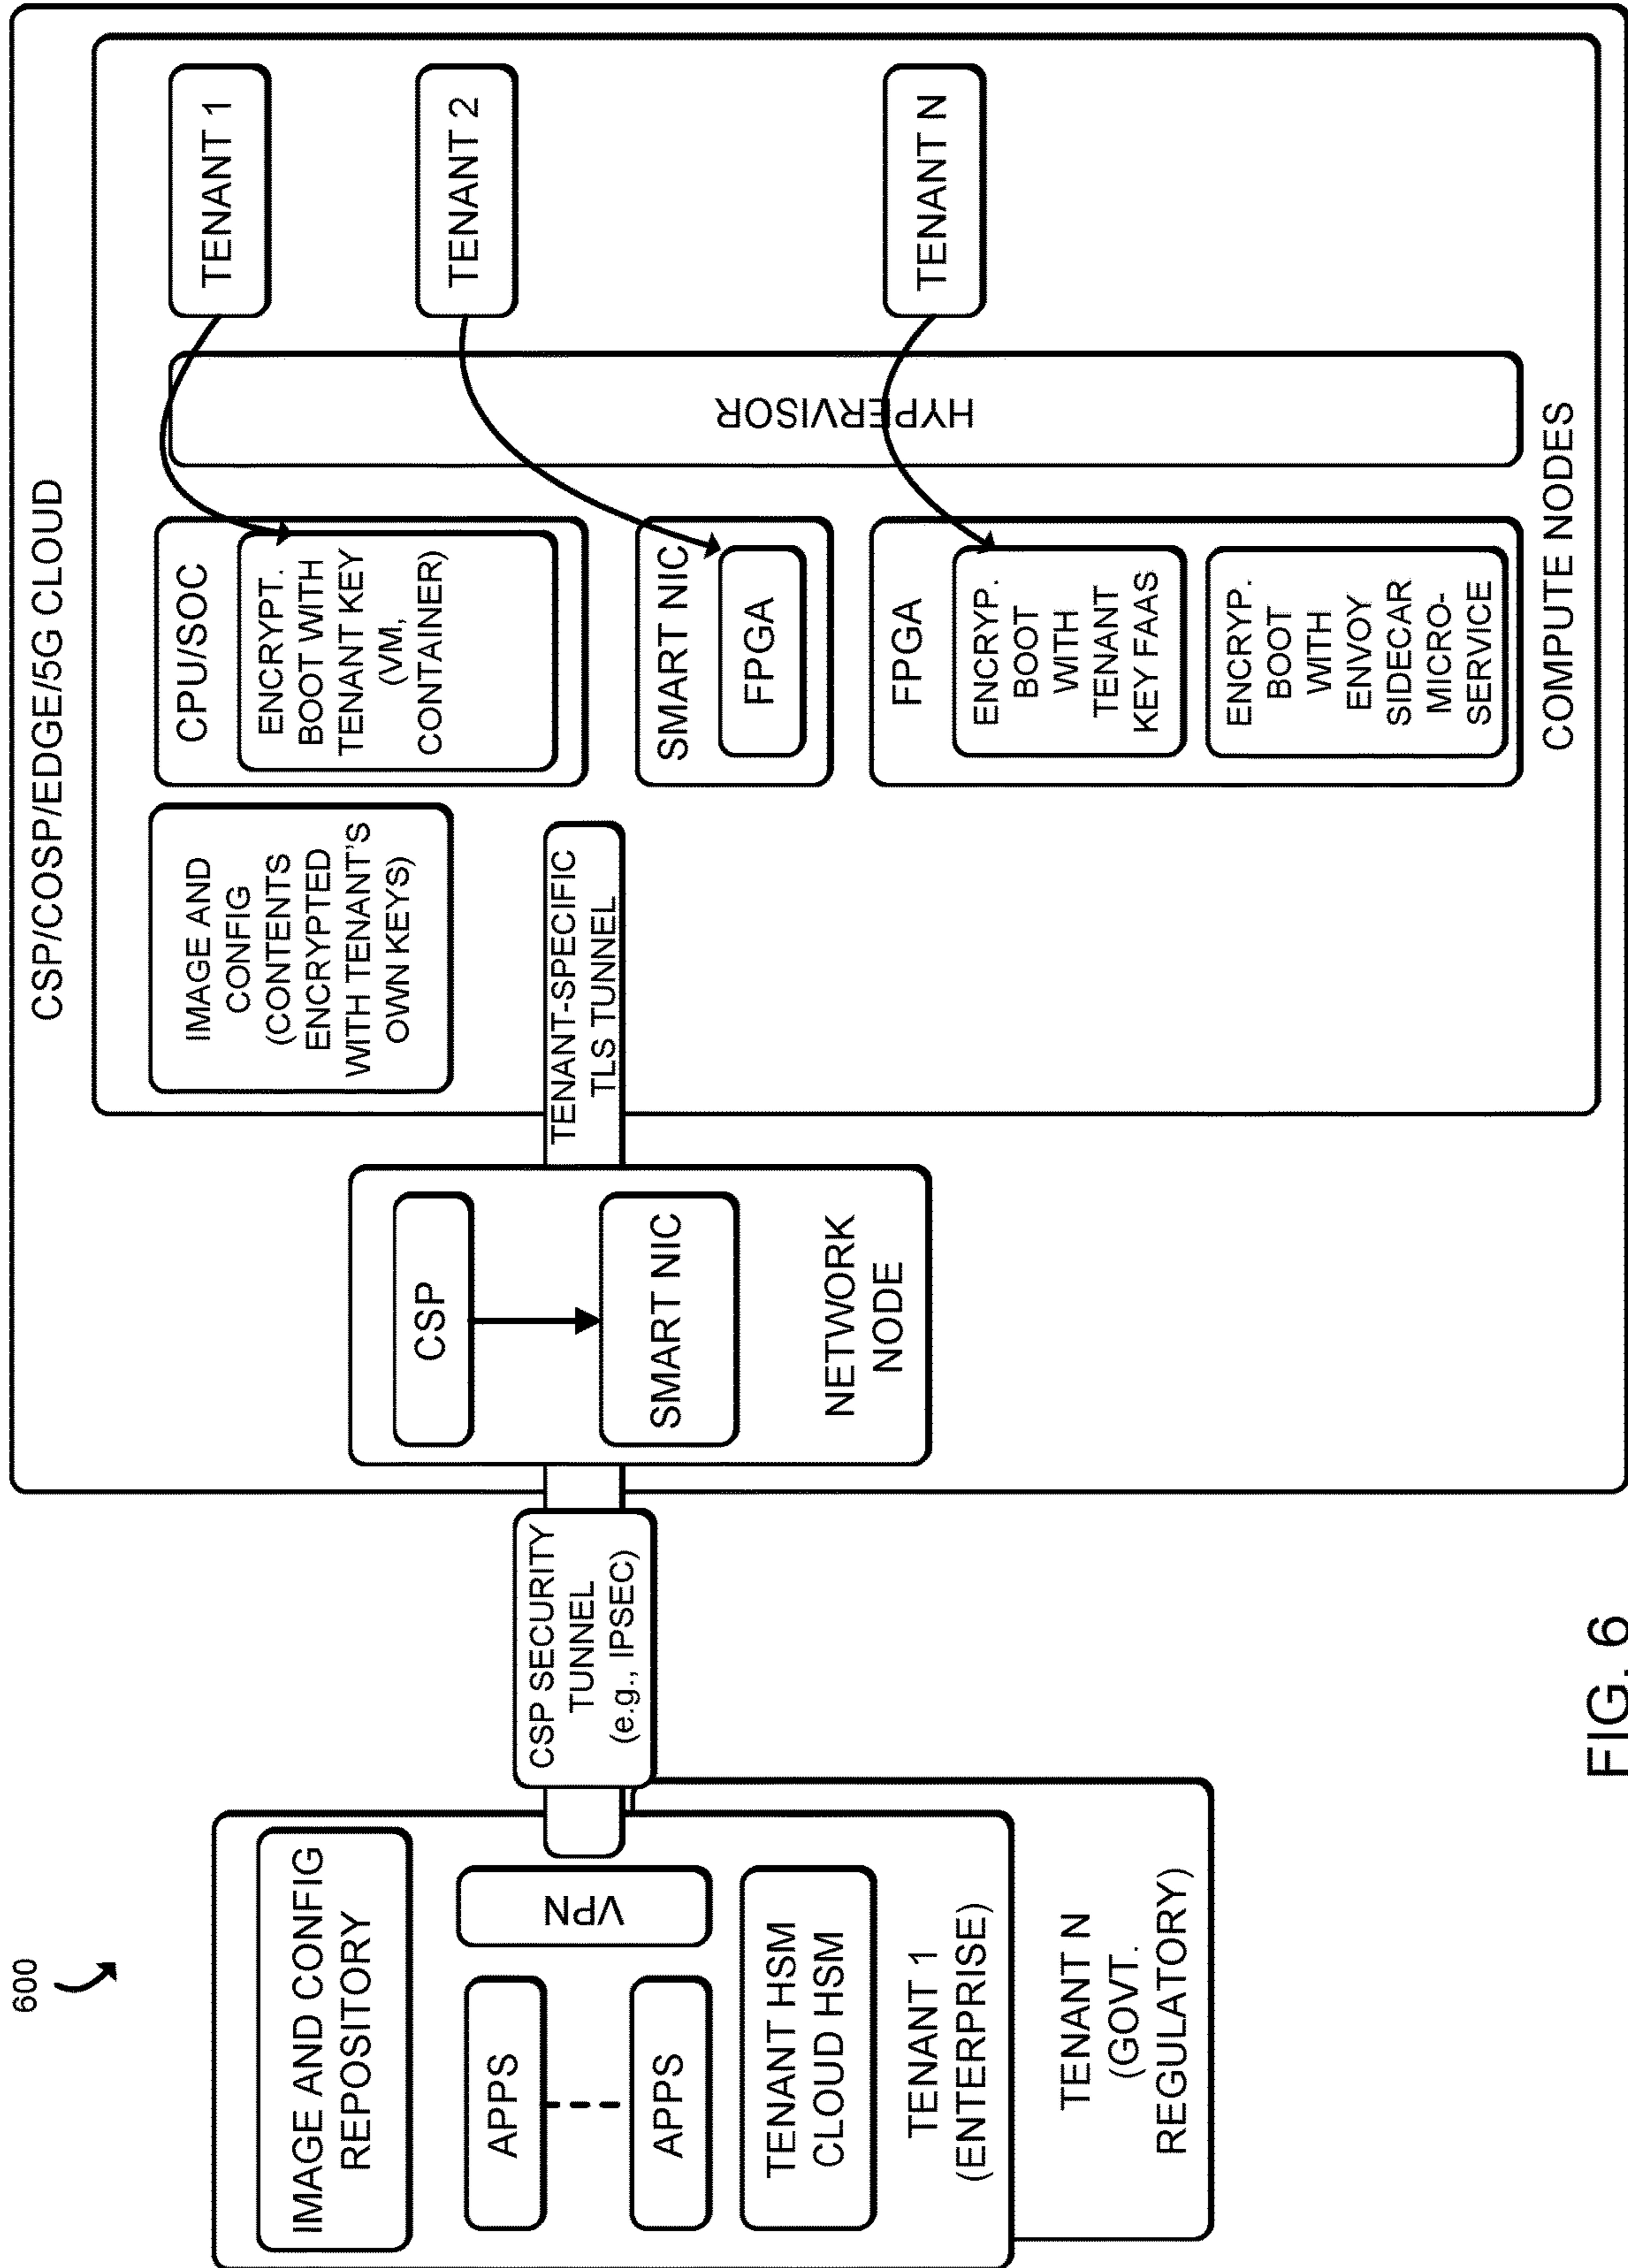 600
IMAGE AND CONFIG
REPOSITORY
APPS
APPS
VPN
TENANT HSM
CLOUD HSM
TENANT 1
(ENTERPRISE)
TENANT N
(GOVT.
REGULATORY)
CSP SECURITY
TUNNEL
(e.g., IPSEC)
CSP/COSP/EDGE/5G CLOUD
CSP
SMART NIC
NETWORK
NODE
TENANT-SPECIFIC
TLS TUNNEL
IMAGE AND
CONFIG
(CONTENTS
ENCRYPTED
WITH TENANT'S
OWN KEYS)
CPU/SOC
ENCRYPT.
BOOT WITH
TENANT KEY
(VM,
CONTAINER)
SMART NIC
FPGA
FPGA
ENCRYP.
BOOT
WITH
TENANT
KEY FAAS
ENCRYP.
BOOT
WITH
ENVOY
SIDECAR
MICRO-
SERVICE
HYPERVISOR
TENANT 1
TENANT 2
TENANT N
COMPUTE NODES
FIG. 6